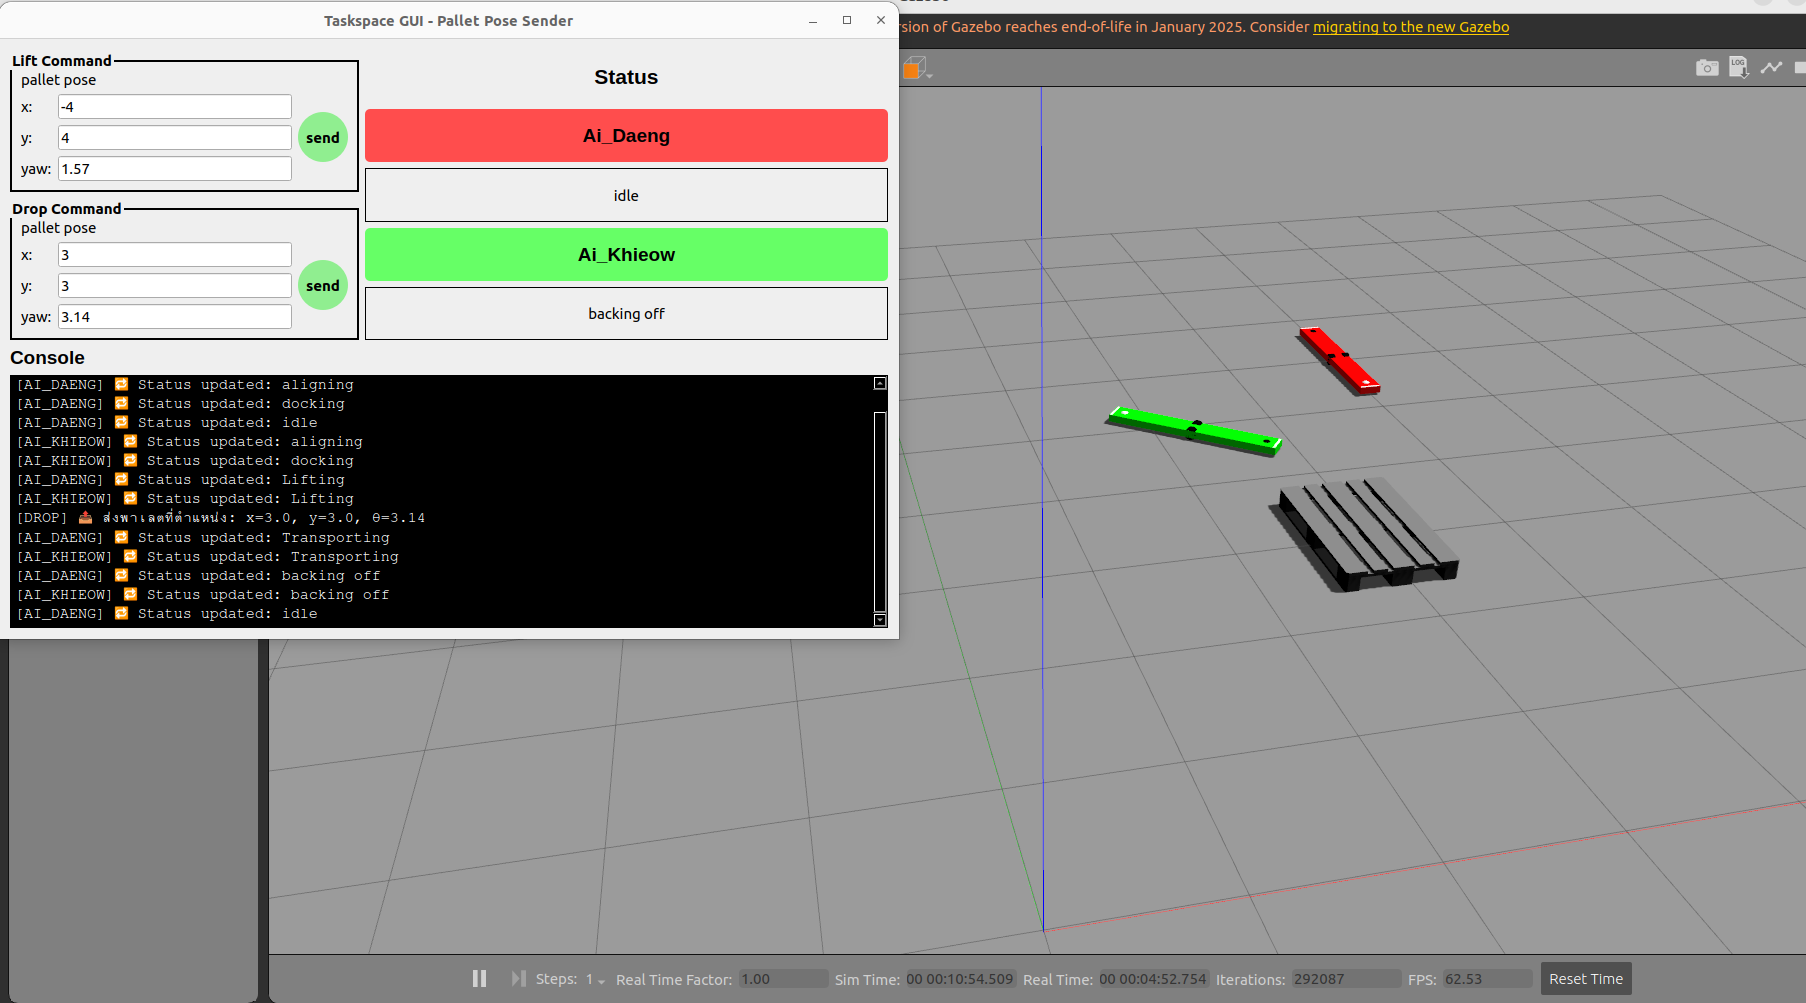 Taskspace GUI - Pallet Pose Sender
rsion of Gazebo reaches end-of-life in January 2025. Consider migrating to the new Gazebo
LOG
Lift Command
pallet pose
x: -4
y: 4
yaw: 1.57
send
Drop Command
pallet pose
x: 3
y: 3
yaw: 3.14
send
Status
Ai_Daeng
idle
Ai_Khieow
backing off
Console
[AI_DAENG] 🔁 Status updated: aligning
[AI_DAENG] 🔁 Status updated: docking
[AI_DAENG] 🔁 Status updated: idle
[AI_KHIEOW] 🔁 Status updated: aligning
[AI_KHIEOW] 🔁 Status updated: docking
[AI_DAENG] 🔁 Status updated: Lifting
[AI_KHIEOW] 🔁 Status updated: Lifting
[DROP] 📤 ส่งพาเลตที่ตำแหน่ง: x=3.0, y=3.0, θ=3.14
[AI_DAENG] 🔁 Status updated: Transporting
[AI_KHIEOW] 🔁 Status updated: Transporting
[AI_DAENG] 🔁 Status updated: backing off
[AI_KHIEOW] 🔁 Status updated: backing off
[AI_DAENG] 🔁 Status updated: idle
Steps: 1 Real Time Factor: 1.00 Sim Time: 00 00:10:54.509 Real Time: 00 00:04:52.754 Iterations: 292087 FPS: 62.53 Reset Time